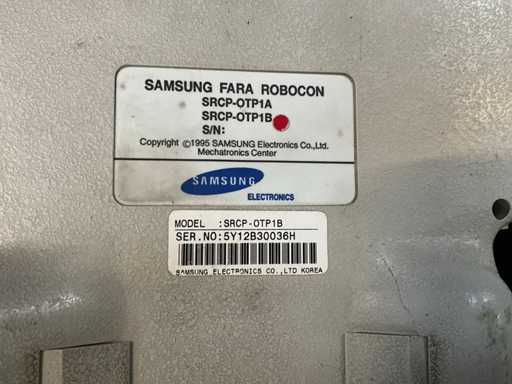 SAMSUNG FARA ROBOCON
SRCP-OTP1A
SRCP-OTP1B
S/N:
Copyright ©1995 SAMSUNG Electronics Co.,Ltd.
Mechatronics Center
SAMSUNG
ELECTRONICS
MODEL :SRCP-OTP1B
SER.NO:5Y12B30036H
SAMSUNG ELECTRONICS CO.,LTD KOREA